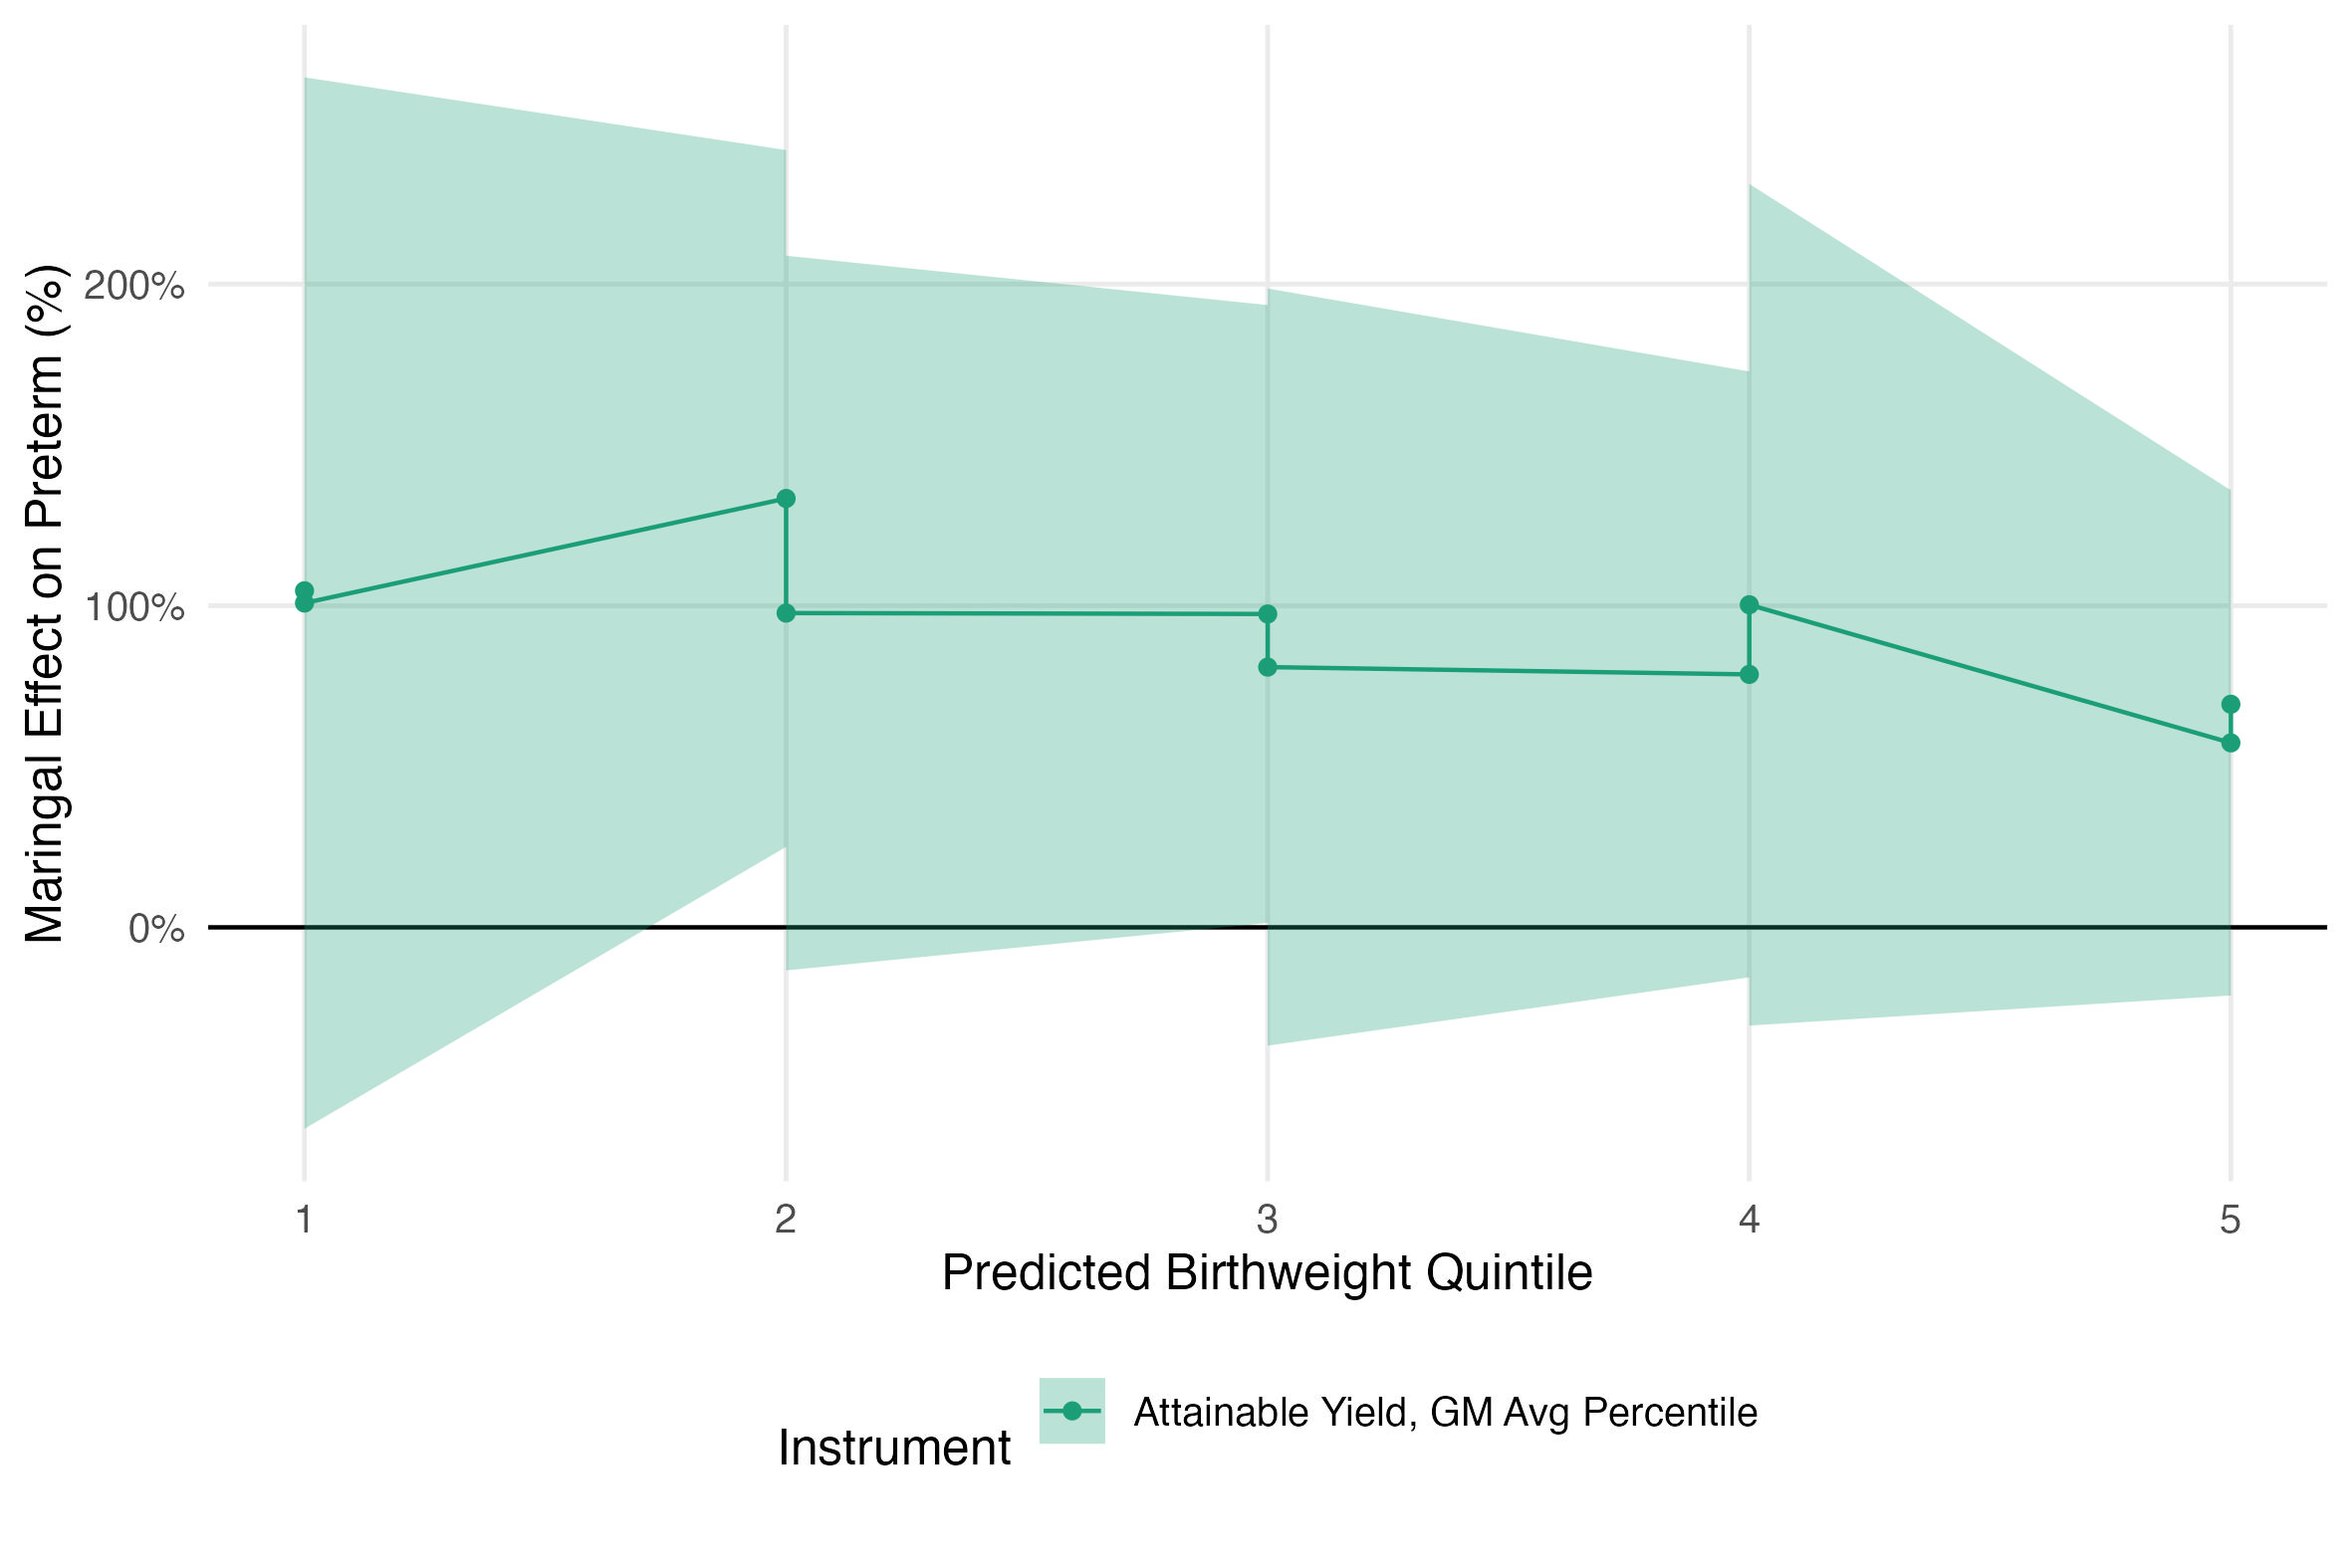 Maringal Effect on Preterm (%)
200%
100%
0%
1 2 3 4 5
Predicted Birthweight Quintile
Instrument
Attainable Yield, GM Avg Percentile